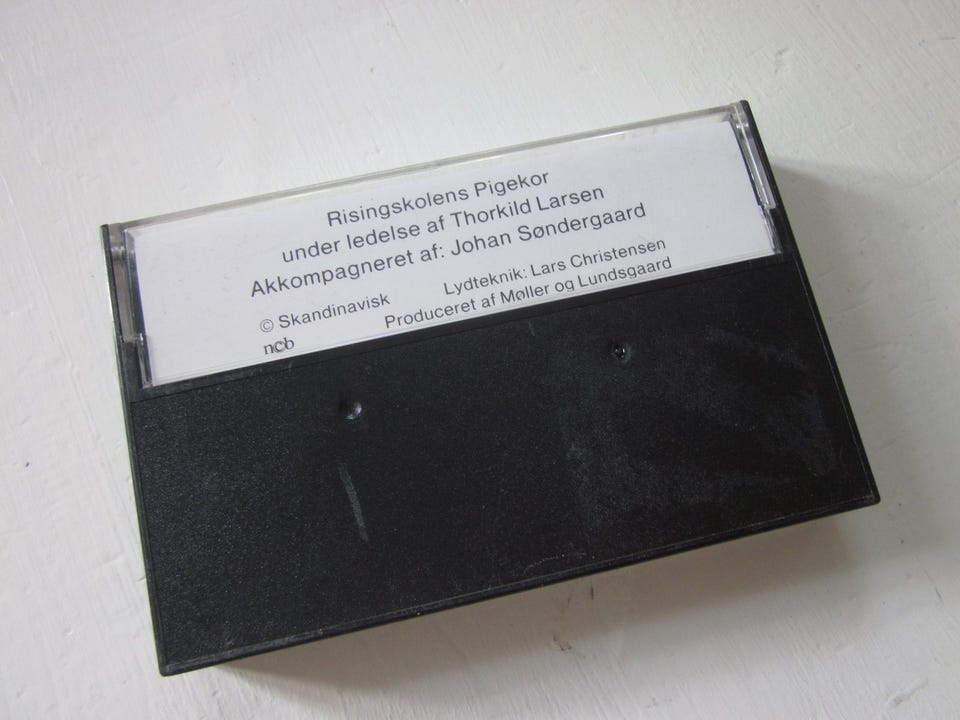 Risingskolens Pigekor
under ledelse af Thorkild Larsen
Akkompagneret af: Johan Søndergaard
© Skandinavisk Lydteknik: Lars Christensen
ncb Produceret af Møller og Lundsgaard